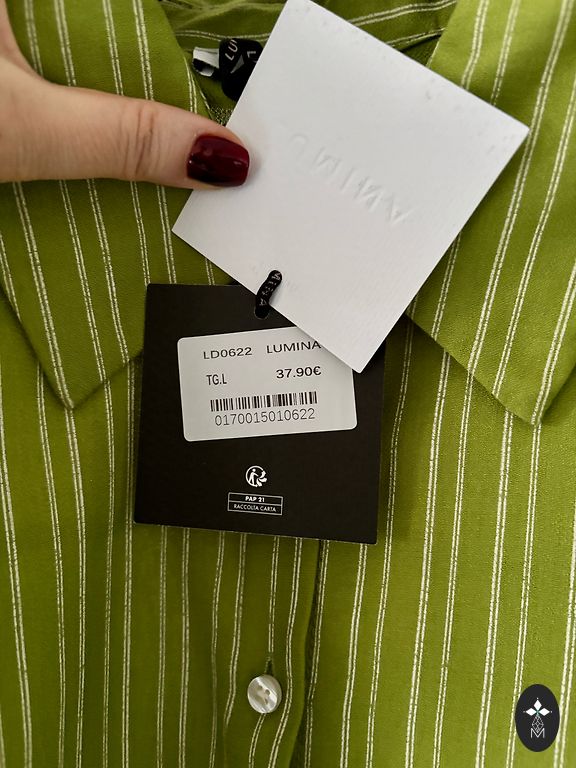 LD0622 LUMINA
TG.L 37.90€
0170015010622
PAP 21
RACCOLTA CARTA